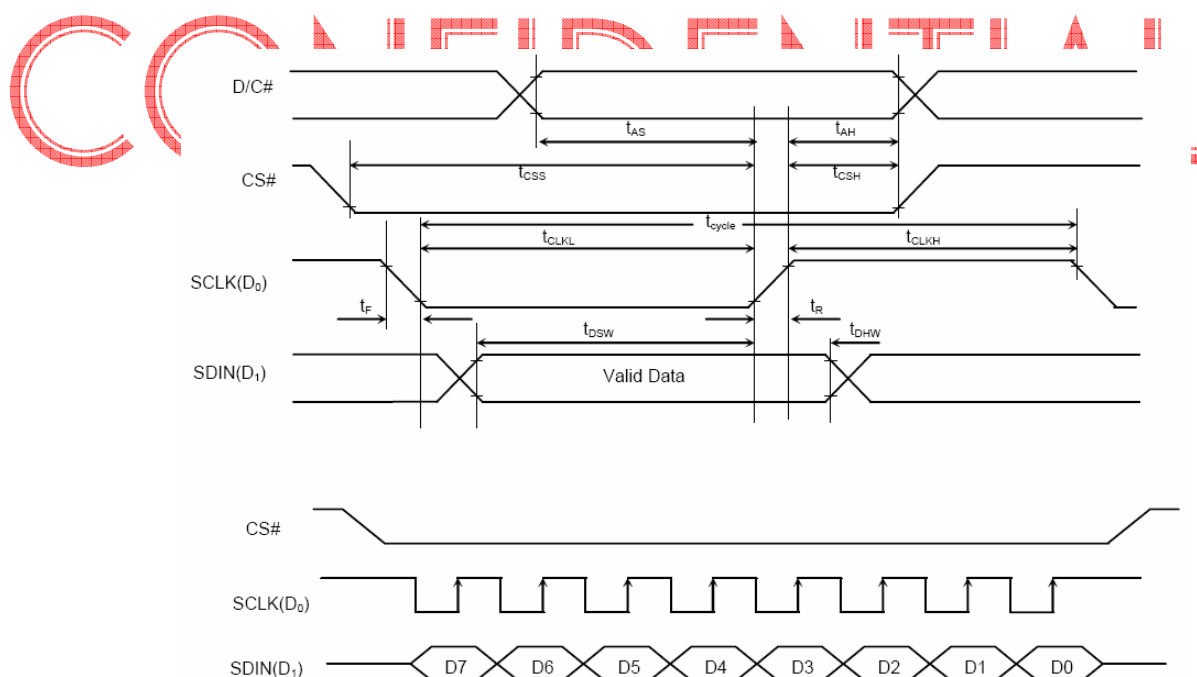 CONFIDENTIAL
D/C#
tAS
tAH
CS#
tCSS
tCSH
tcycle
tCLKL
tCLKH
SCLK(D0)
tF
tR
tDSW
tDHW
SDIN(D1)
Valid Data
CS#
SCLK(D0)
SDIN(D1)
D7
D6
D5
D4
D3
D2
D1
D0